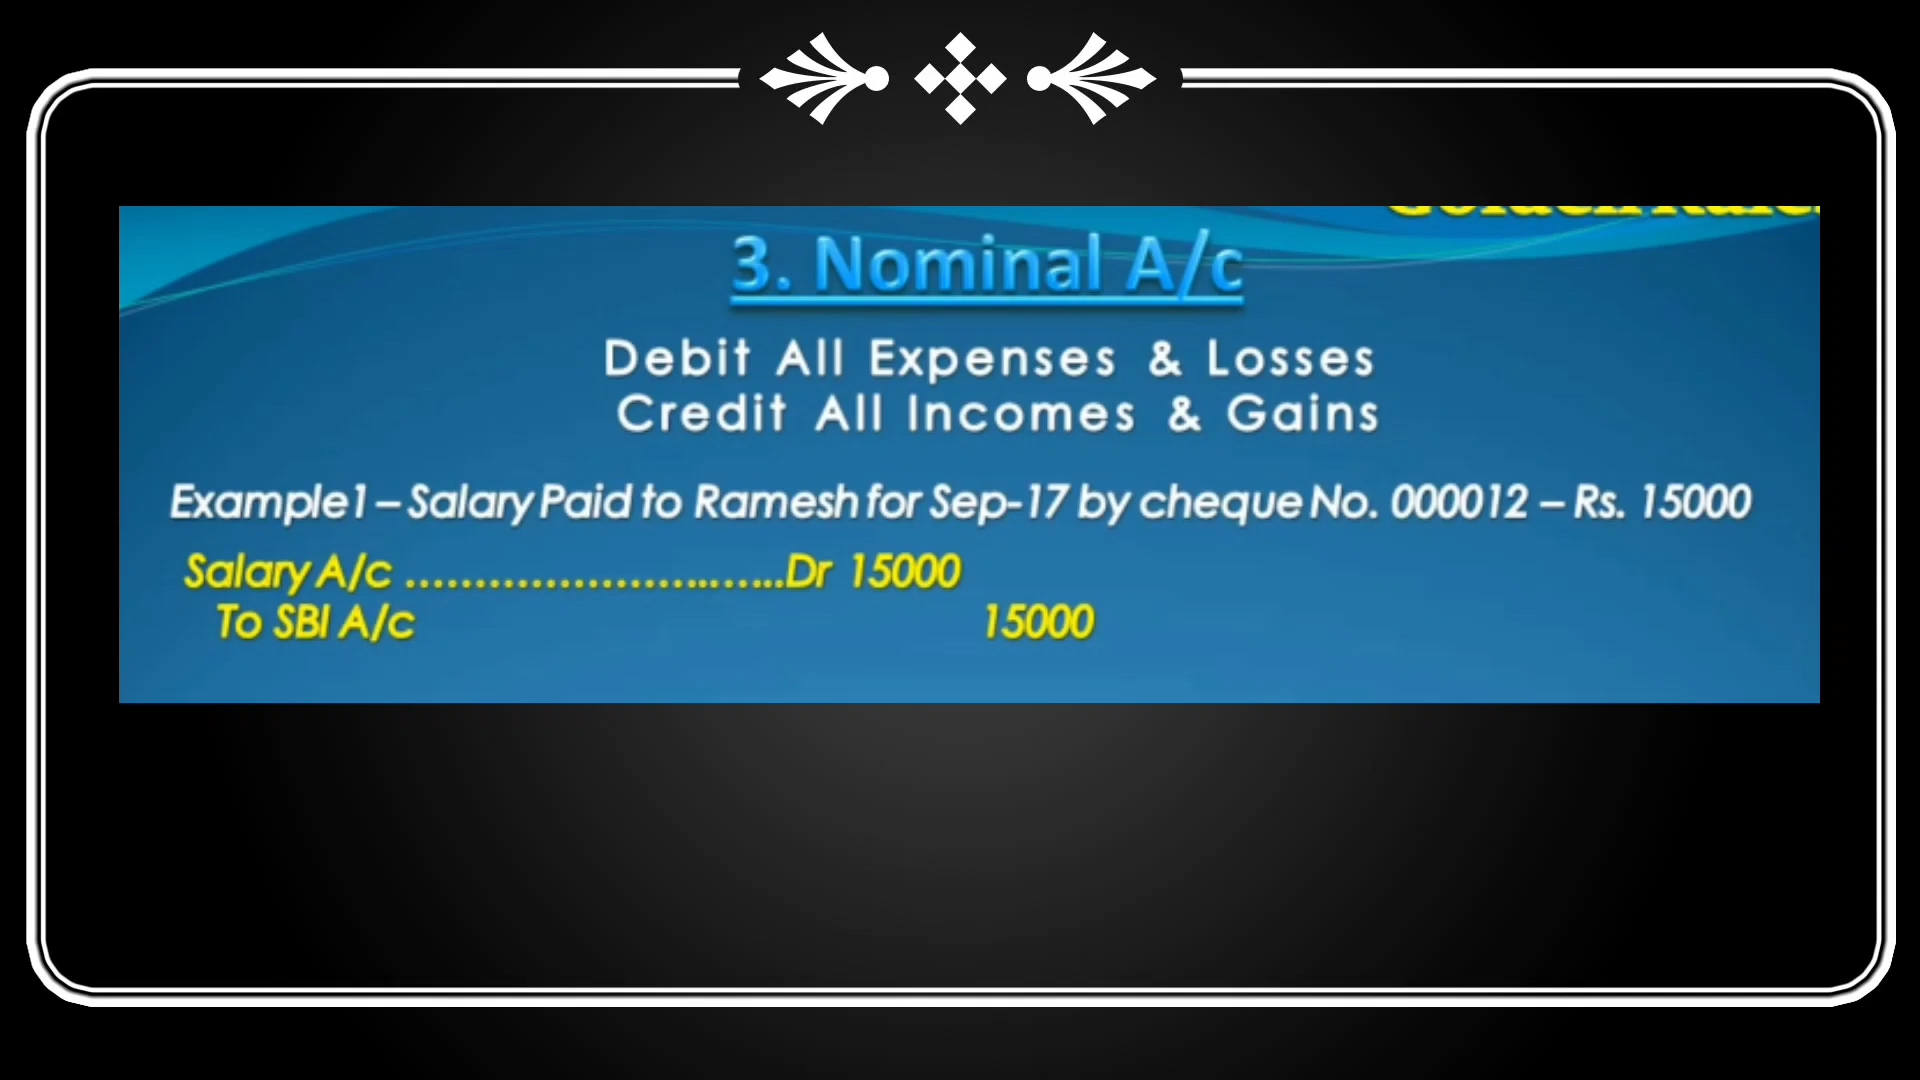 3. Nominal A/c
Debit All Expenses & Losses
Credit All Incomes & Gains
Example1 – Salary Paid to Ramesh for Sep-17 by cheque No. 000012 – Rs. 15000
Salary A/c …………………..…...Dr 15000
To SBI A/c 15000